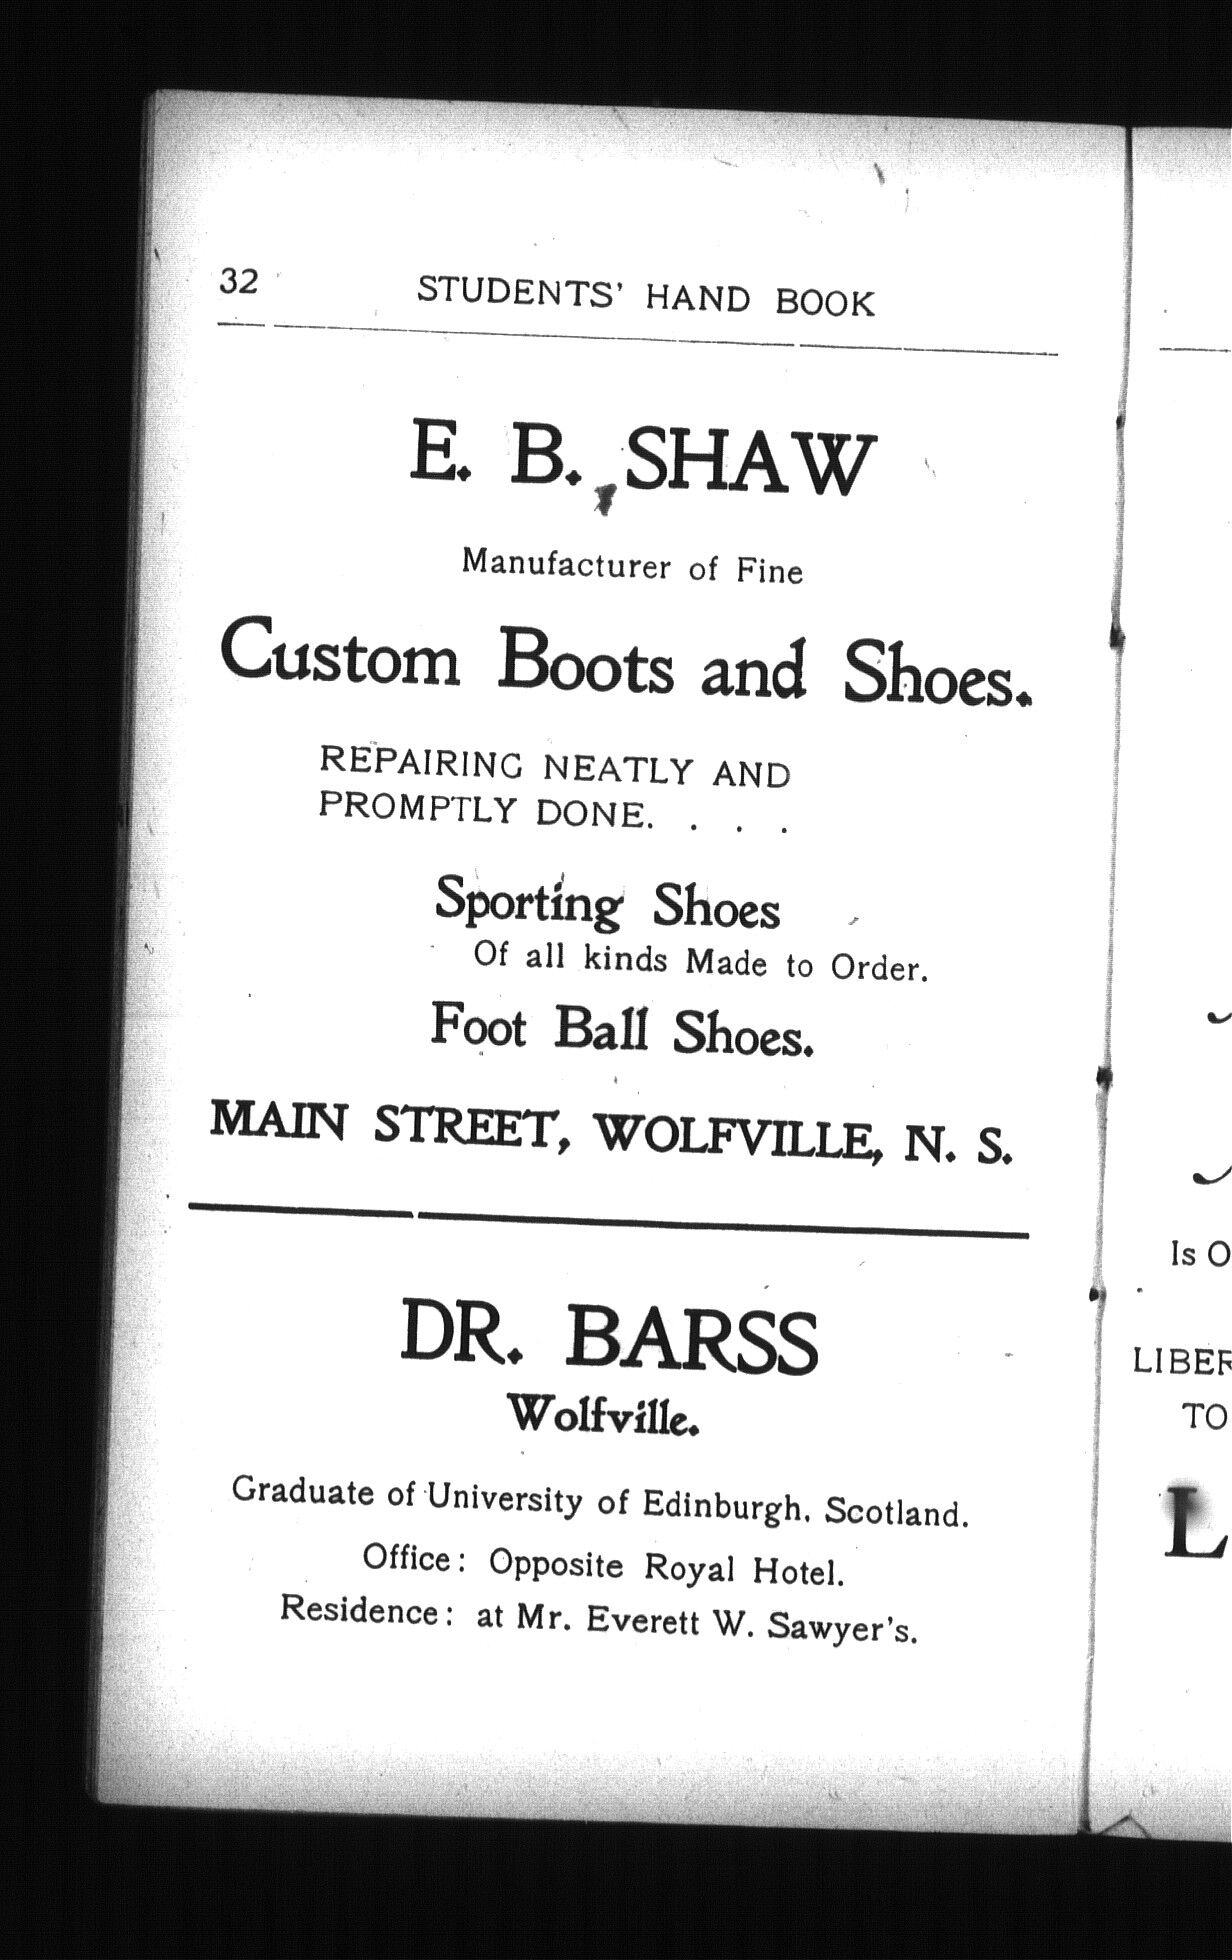 32 STUDENTS' HAND BOOK
E. B. SHAW
Manufacturer of Fine
Custom Boots and Shoes.
REPAIRING NEATLY AND
PROMPTLY DONE. . . .
Sporting Shoes
Of all kinds Made to Order.
Foot Ball Shoes.
MAIN STREET, WOLFVILLE, N. S.
DR. BARSS
Wolfville.
Graduate of University of Edinburgh. Scotland.
Office: Opposite Royal Hotel.
Residence: at Mr. Everett W. Sawyer's.
Is O
LIBER
TO
L